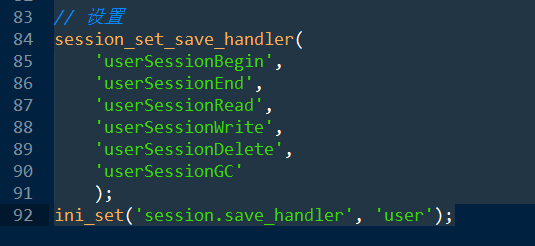 83 // 设置
84 session_set_save_handler(
85 'userSessionBegin',
86 'userSessionEnd',
87 'userSessionRead',
88 'userSessionWrite',
89 'userSessionDelete',
90 'userSessionGC'
91 );
92 ini_set('session.save_handler', 'user');